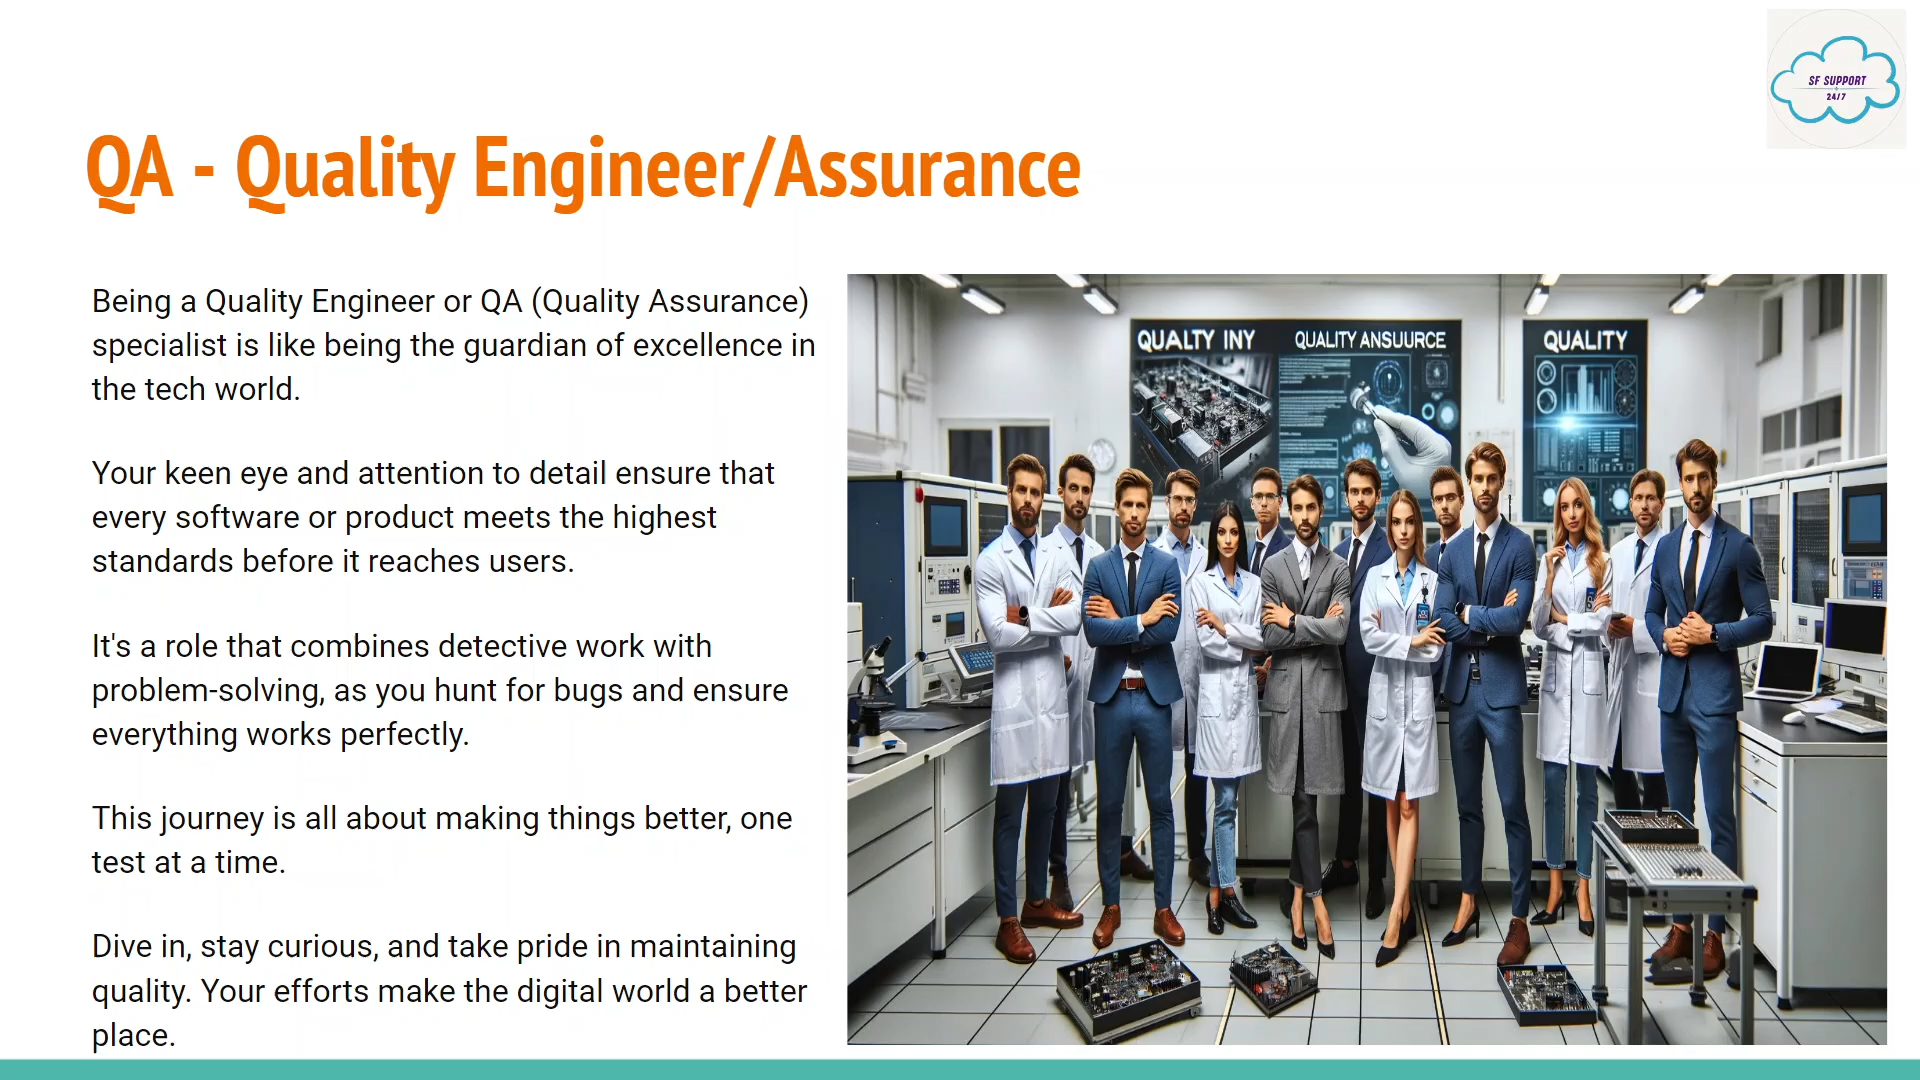 SF SUPPORT
24/7
QA - Quality Engineer/Assurance
Being a Quality Engineer or QA (Quality Assurance)
specialist is like being the guardian of excellence in
the tech world.
Your keen eye and attention to detail ensure that
every software or product meets the highest
standards before it reaches users.
It's a role that combines detective work with
problem-solving, as you hunt for bugs and ensure
everything works perfectly.
This journey is all about making things better, one
test at a time.
Dive in, stay curious, and take pride in maintaining
quality. Your efforts make the digital world a better
place.
QUALTY INY
QUALITY ANSUURCE
QUALITY